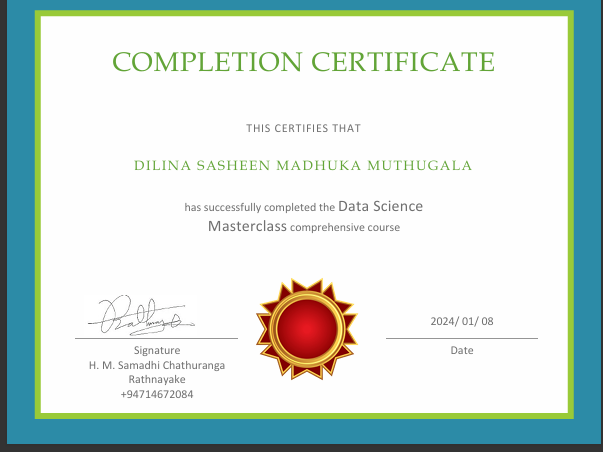 COMPLETION CERTIFICATE
THIS CERTIFIES THAT
DILINA SASHEEN MADHUKA MUTHUGALA
has successfully completed the Data Science
Masterclass comprehensive course
2024/ 01/ 08
Signature
Date
H. M. Samadhi Chathuranga
Rathnayake
+94714672084